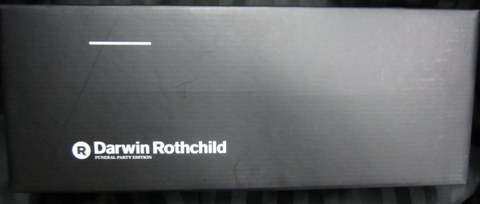 R Darwin Rothchild
FUNERAL PARTY EDITION